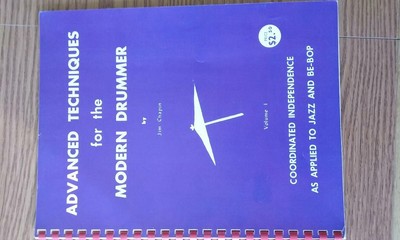 ADVANCED TECHNIQUES
for the
MODERN DRUMMER
by
Jim Chapin
Volume I
COORDINATED INDEPENDENCE
AS APPLIED TO JAZZ AND BE-BOP
$2.50